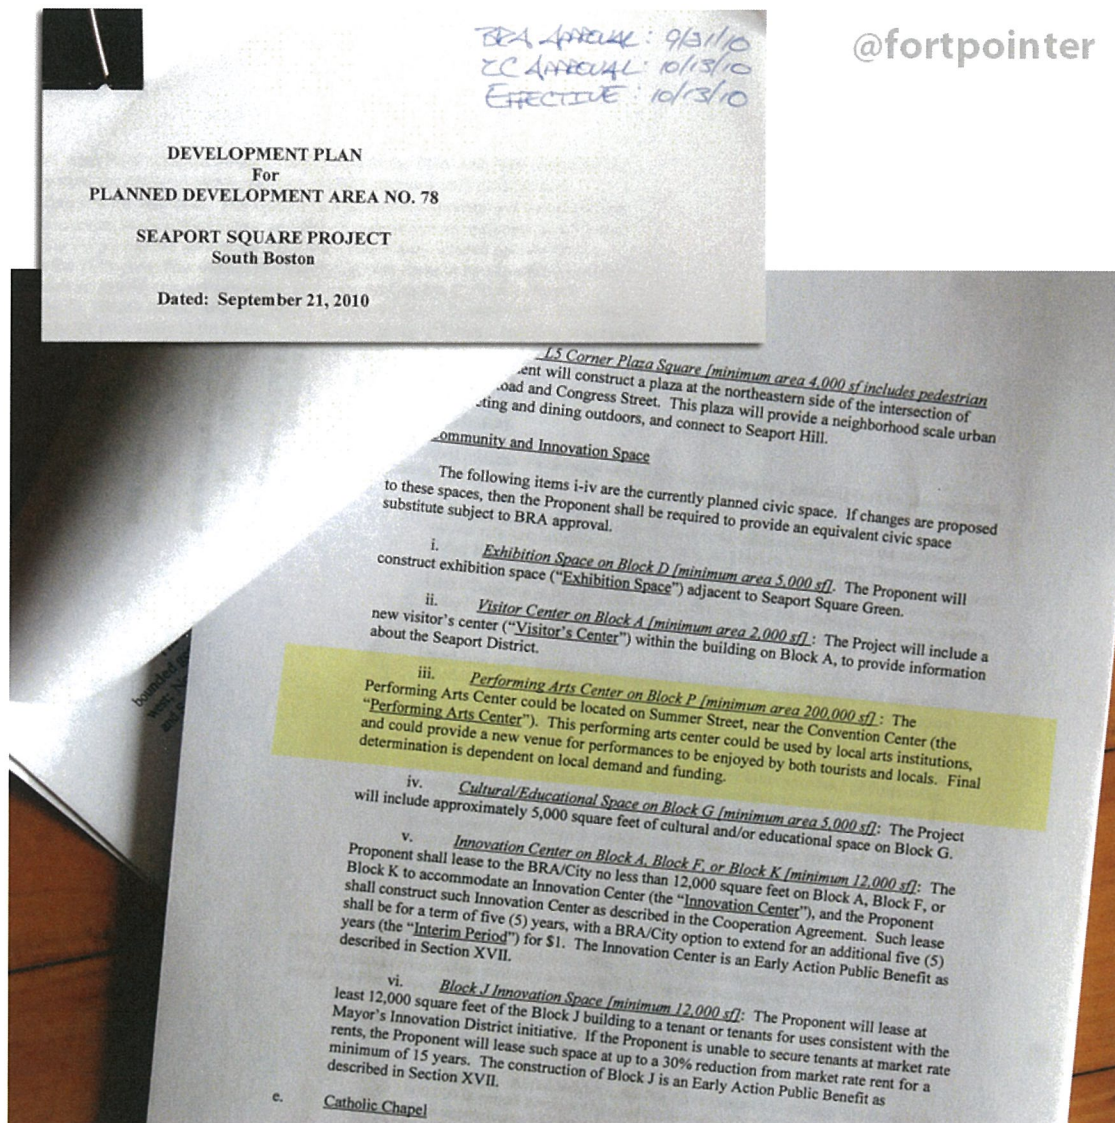 BRA APPROVAL: 9/21/10
ZC APPROVAL: 10/13/10
EFFECTIVE: 10/13/10
@fortpointer
DEVELOPMENT PLAN
For
PLANNED DEVELOPMENT AREA NO. 78
SEAPORT SQUARE PROJECT
South Boston
Dated: September 21, 2010
L5 Corner Plaza Square [minimum area 4,000 sf includes pedestrian
ent will construct a plaza at the northeastern side of the intersection of
oad and Congress Street. This plaza will provide a neighborhood scale urban
ting and dining outdoors, and connect to Seaport Hill.
ommunity and Innovation Space
The following items i-iv are the currently planned civic space. If changes are proposed
to these spaces, then the Proponent shall be required to provide an equivalent civic space
substitute subject to BRA approval.
i. Exhibition Space on Block D [minimum area 5,000 sf]. The Proponent will
construct exhibition space ("Exhibition Space") adjacent to Seaport Square Green.
ii. Visitor Center on Block A [minimum area 2,000 sf]: The Project will include a
new visitor's center ("Visitor's Center") within the building on Block A, to provide information
about the Seaport District.
iii. Performing Arts Center on Block P [minimum area 200,000 sf]: The
Performing Arts Center could be located on Summer Street, near the Convention Center (the
"Performing Arts Center"). This performing arts center could be used by local arts institutions,
and could provide a new venue for performances to be enjoyed by both tourists and locals. Final
determination is dependent on local demand and funding.
iv. Cultural/Educational Space on Block G [minimum area 5,000 sf]: The Project
will include approximately 5,000 square feet of cultural and/or educational space on Block G.
v. Innovation Center on Block A, Block F, or Block K [minimum 12,000 sf]: The
Proponent shall lease to the BRA/City no less than 12,000 square feet on Block A, Block F, or
Block K to accommodate an Innovation Center (the "Innovation Center"), and the Proponent
shall construct such Innovation Center as described in the Cooperation Agreement. Such lease
shall be for a term of five (5) years, with a BRA/City option to extend for an additional five (5)
years (the "Interim Period") for $1. The Innovation Center is an Early Action Public Benefit as
described in Section XVII.
vi. Block J Innovation Space [minimum 12,000 sf]: The Proponent will lease at
least 12,000 square feet of the Block J building to a tenant or tenants for uses consistent with the
Mayor's Innovation District initiative. If the Proponent is unable to secure tenants at market rate
rents, the Proponent will lease such space at up to a 30% reduction from market rate rent for a
minimum of 15 years. The construction of Block J is an Early Action Public Benefit as
described in Section XVII.
e. Catholic Chapel
bounded